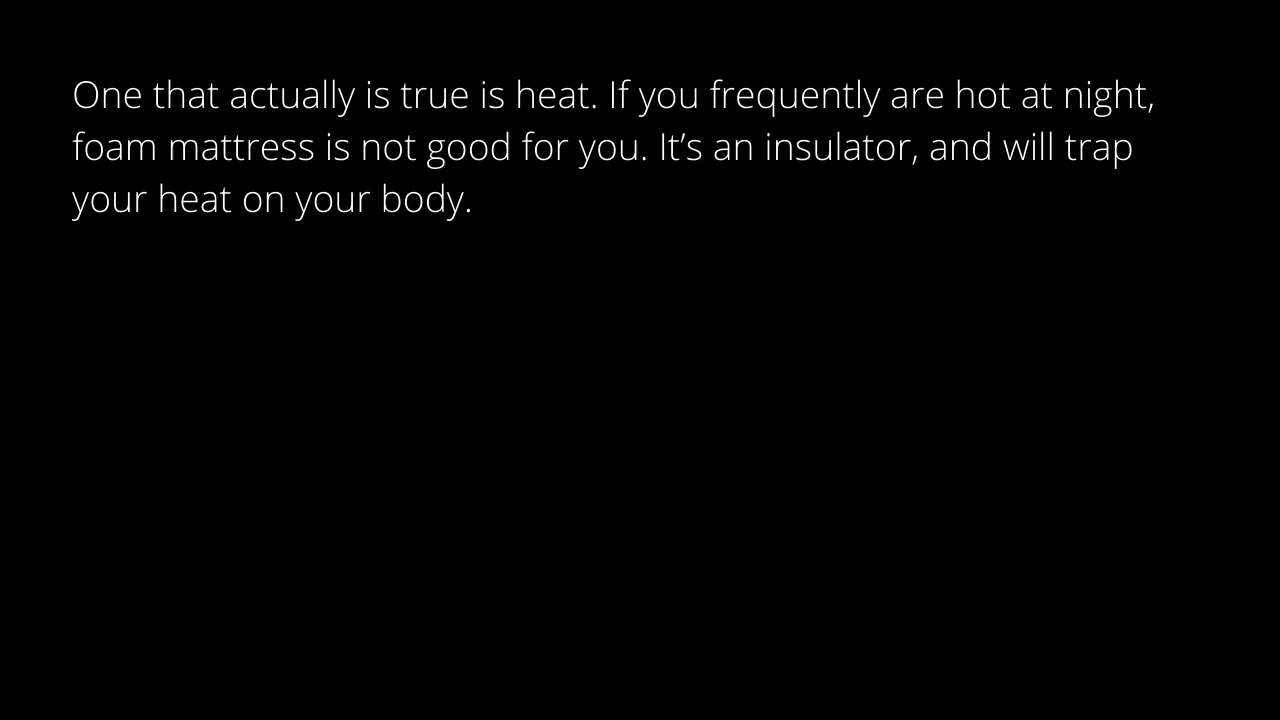 One that actually is true is heat. If you frequently are hot at night,
foam mattress is not good for you. It’s an insulator, and will trap
your heat on your body.